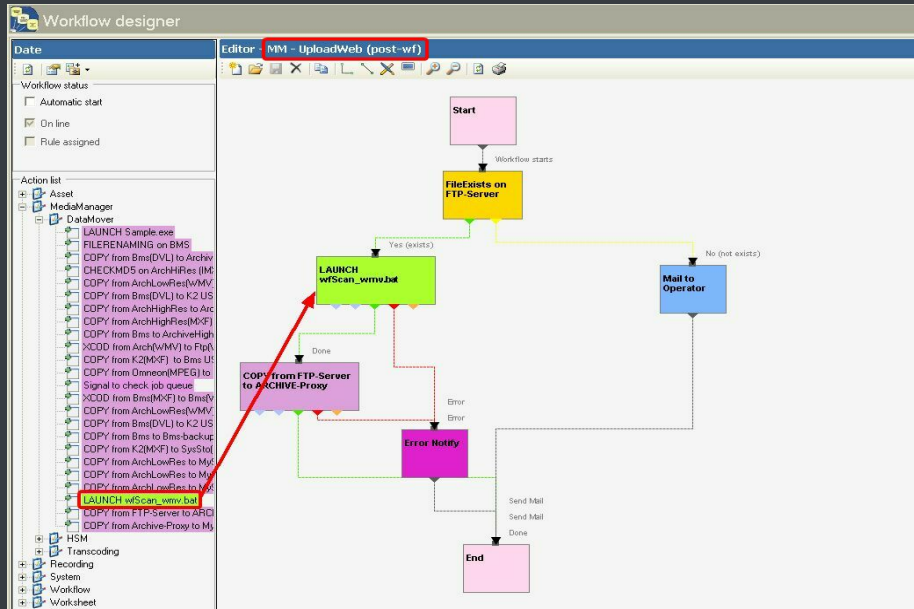 Workflow designer
Date
Workflow status
Automatic start
On line
Rule assigned
Action list
Asset
MediaManager
DataMover
LAUNCH Sample.exe
FILERENAMING on BMS
COPY from Bms(DVL) to Archiv
CHECKMD5 on ArchHiRes (IM
COPY from ArchLowRes(WMV
COPY from Bms(DVL) to K2 US
COPY from ArchHighRes to Arc
COPY from ArchHighRes(MXF)
COPY from Bms to ArchiveHigh
XCOD from Arch(WMV) to Ftp(
COPY from K2(MXF) to Bms U
COPY from Omneon(MPEG) to
Signal to check job queue
XCOD from Bms(MXF) to Bms(
COPY from ArchLowRes(WMV
COPY from Bms(DVL) to K2 US
COPY from Bms to Bms-backup
COPY from K2(MXF) to SysSto(
COPY from ArchLowRes to My
COPY from ArchLowRes to My
COPY from ArchLowRes to My
LAUNCH wfScan_wmv.bat
COPY from FTP-Server to ARC
COPY from Archive-Proxy to My
HSM
Transcoding
Recording
System
Workflow
Worksheet
Editor - MM - UploadWeb (post-wf)
Start
Workflow starts
FileExists on
FTP-Server
Yes (exists)
No (not exists)
LAUNCH
wfScan_wmv.bat
Mail to
Operator
Done
COPY from FTP-Server
to ARCHIVE-Proxy
Error
Error
Error Notify
Send Mail
Send Mail
Done
End